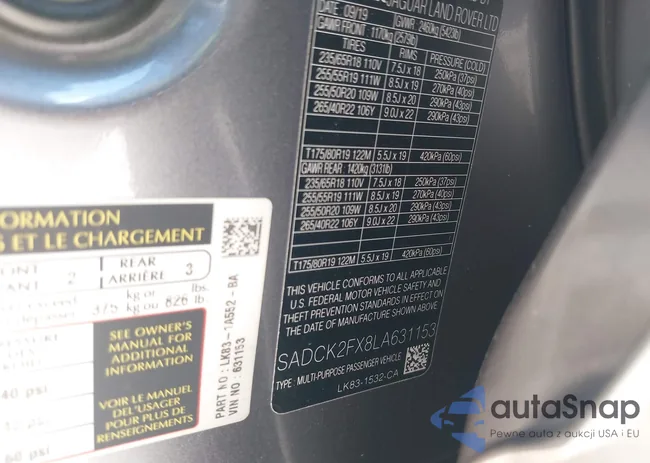 JAGUAR LAND ROVER LTD
DATE: 09/19 GVWR 2460kg (5423lb)
GAWR FRONT 1170kg (2579lb)
TIRES RIMS PRESSURE (COLD)
235/65R18 110V 7.5J x 18 250kPa (37psi)
255/55R19 111W 8.5J x 19 270kPa (40psi)
255/50R20 109W 8.5J x 20 290kPa (43psi)
265/40R22 106Y 9.0J x 22 290kPa (43psi)
T175/80R19 122M 5.5J x 19 420kPa (60psi)
GAWR REAR: 1420kg (3131lb)
235/65R18 110V 7.5J x 18 250kPa (37psi)
255/55R19 111W 8.5J x 19 270kPa (40psi)
255/50R20 109W 8.5J x 20 290kPa (43psi)
265/40R22 106Y 9.0J x 22 290kPa (43psi)
T175/80R19 122M 5.5J x 19 420kPa (60psi)
THIS VEHICLE CONFORMS TO ALL APPLICABLE
U.S. FEDERAL MOTOR VEHICLE SAFETY AND
THEFT PREVENTION STANDARDS IN EFFECT ON
THE DATE OF MANUFACTURE SHOWN ABOVE
SADCK2FX8LA631153
TYPE: MULTI-PURPOSE PASSENGER VEHICLE
LK83-1532-CA
FORMATION
ET LE CHARGEMENT
2 REAR
ARRIÈRE 3
375 kg or
kg ou 826 lbs.
lb.
SEE OWNER'S
MANUAL FOR
ADDITIONAL
INFORMATION
VOIR LE MANUEL
DE L'USAGER
POUR PLUS DE
RENSEIGNEMENTS
40 psi
60 psi
PART NO : LK83-1A552-BA
VIN NO : 631153
autaSnap
Pewne auta z aukcji USA i EU